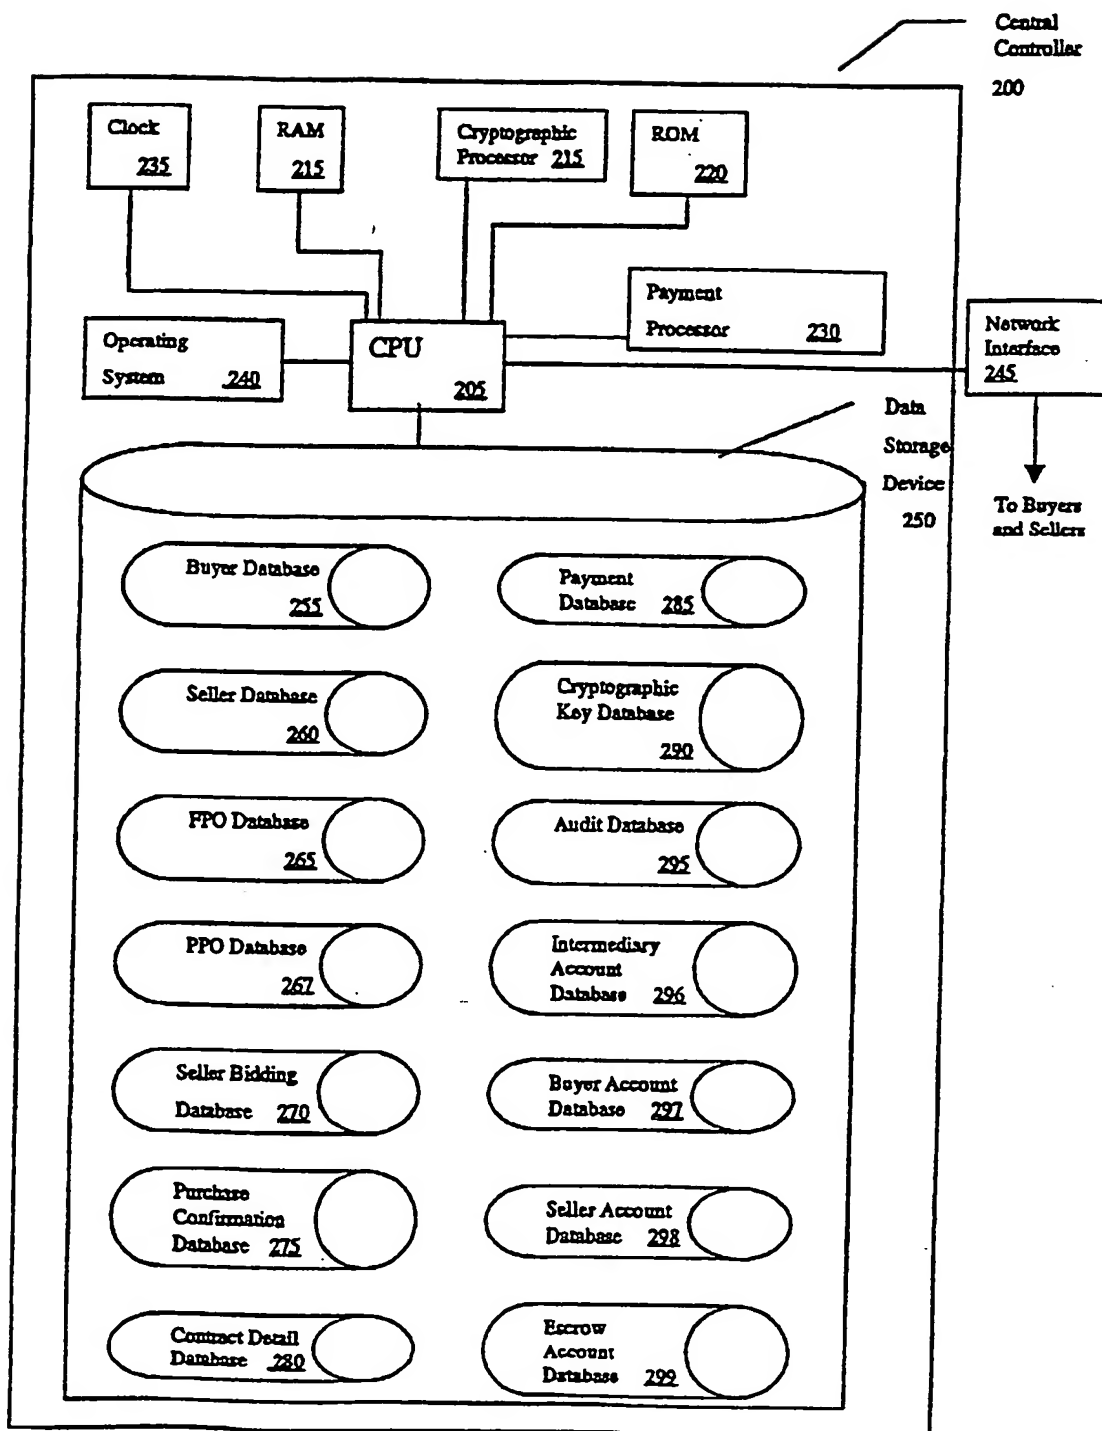 Central
Controller
200
Clock
235
RAM
215
Cryptographic
Processor 215
ROM
220
Payment
Processor 230
Operating
System 240
CPU
205
Network
Interface
245
Data
Storage
Device
250
To Buyers
and Sellers
Buyer Database
255
Payment
Database 285
Seller Database
260
Cryptographic
Key Database
290
FPO Database
265
Audit Database
295
PPO Database
267
Intermediary
Account
Database 296
Seller Bidding
Database 270
Buyer Account
Database 297
Purchase
Confirmation
Database 275
Seller Account
Database 298
Contract Detail
Database 280
Escrow
Account
Database 299